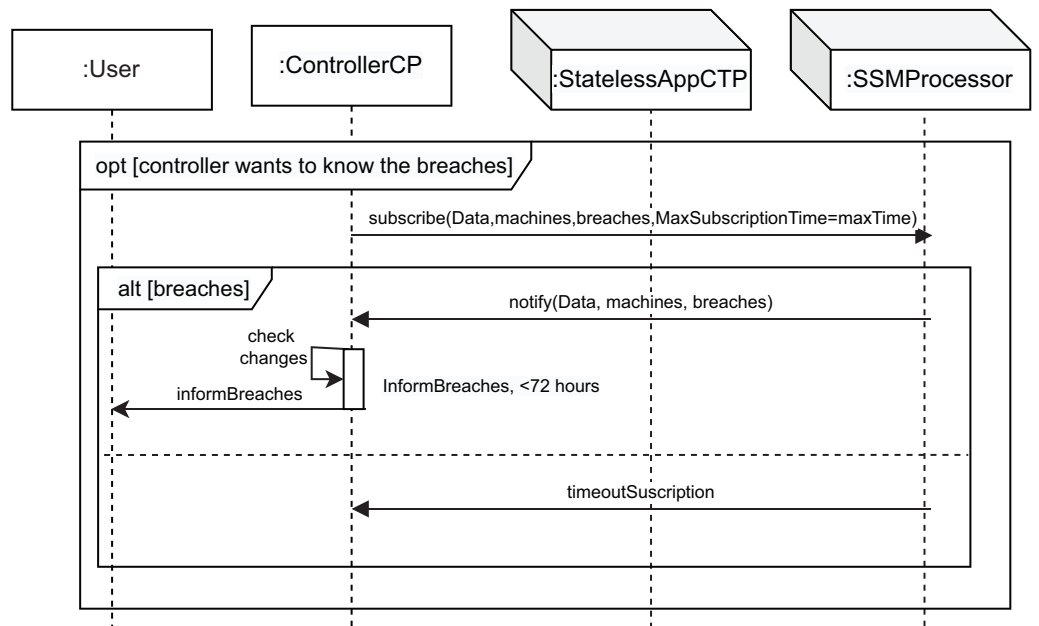 :User
:ControllerCP
:StatelessAppCTP
:SSMProcessor
opt [controller wants to know the breaches]
subscribe(Data,machines,breaches,MaxSubscriptionTime=maxTime)
alt [breaches]
notify(Data, machines, breaches)
check
changes
informBreaches
InformBreaches, <72 hours
timeoutSuscription